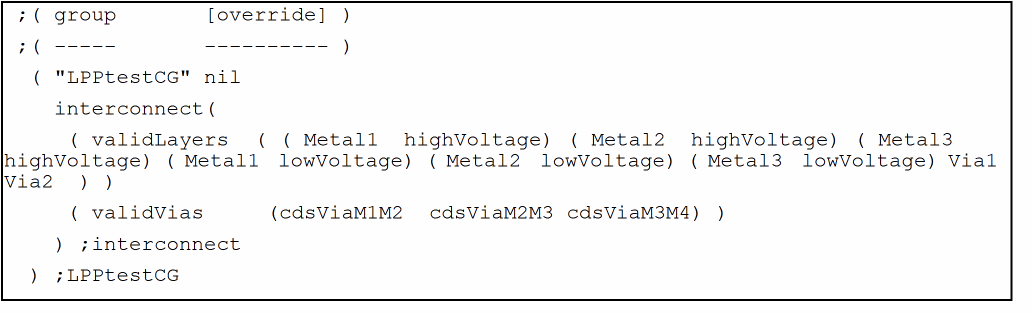 ;( group       [override] )
;( -----       ---------- )
( "LPPtestCG" nil
interconnect(
( validLayers  ( ( Metal1  highVoltage) ( Metal2  highVoltage) ( Metal3
highVoltage) ( Metal1  lowVoltage) ( Metal2  lowVoltage) ( Metal3  lowVoltage) Via1
Via2  ) )
( validVias     (cdsViaM1M2  cdsViaM2M3 cdsViaM3M4) )
) ;interconnect
) ;LPPtestCG